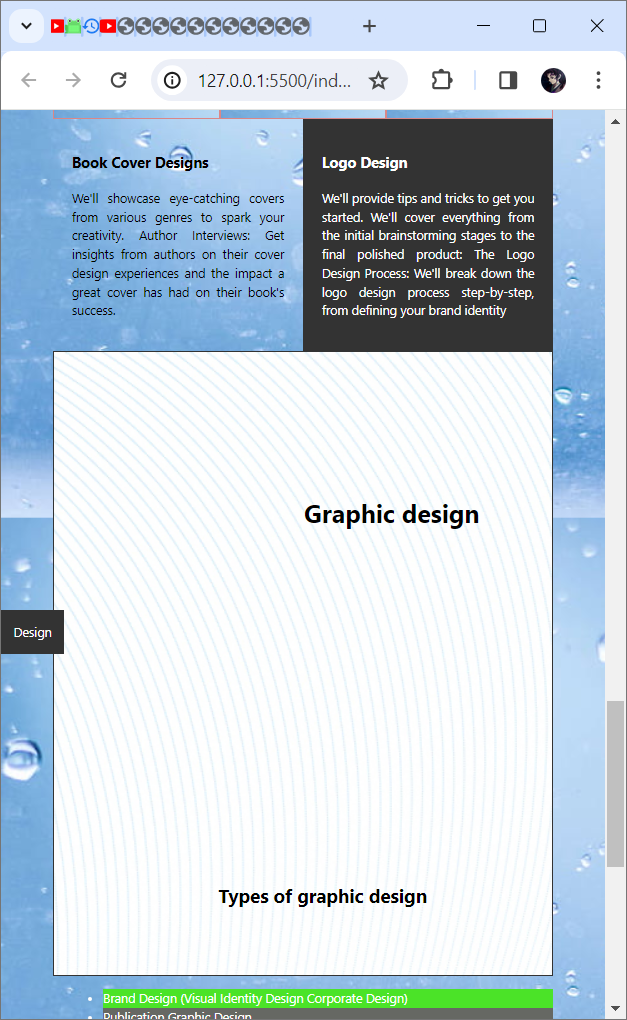 127.0.0.1:5500/ind...
Book Cover Designs
We'll showcase eye-catching covers
from various genres to spark your
creativity. Author Interviews: Get
insights from authors on their cover
design experiences and the impact a
great cover has had on their book's
success.
Logo Design
We'll provide tips and tricks to get you
started. We'll cover everything from
the initial brainstorming stages to the
final polished product: The Logo
Design Process: We'll break down the
logo design process step-by-step,
from defining your brand identity
Graphic design
Design
Types of graphic design
Brand Design (Visual Identity Design Corporate Design)
Publication Graphic Design